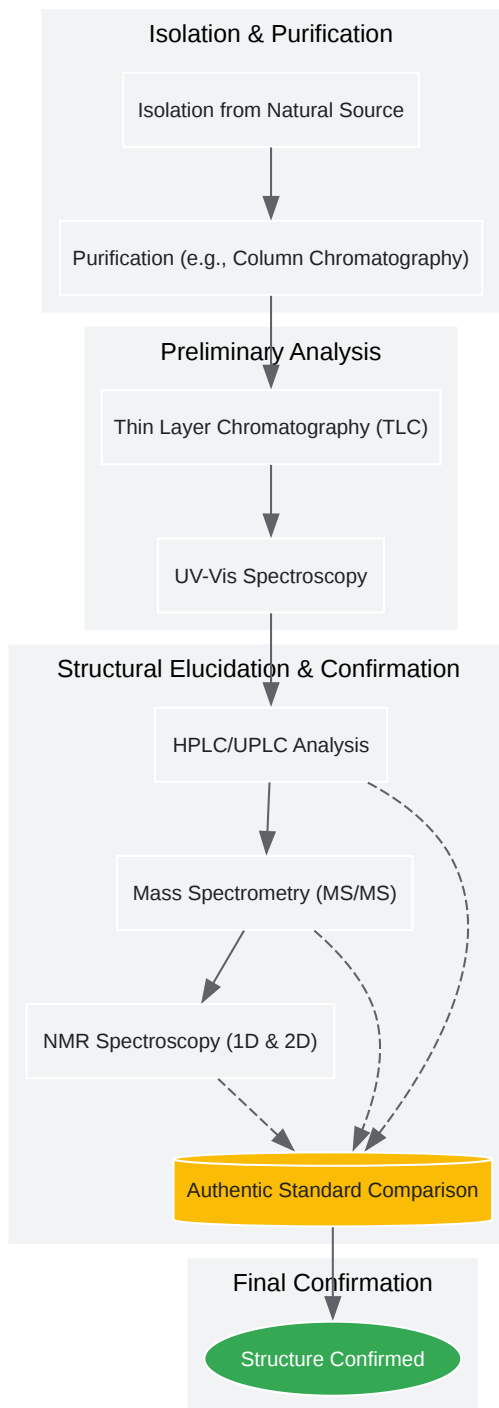 Isolation & Purification
Isolation from Natural Source
Purification (e.g., Column Chromatography)
Preliminary Analysis
Thin Layer Chromatography (TLC)
UV-Vis Spectroscopy
Structural Elucidation & Confirmation
HPLC/UPLC Analysis
Mass Spectrometry (MS/MS)
NMR Spectroscopy (1D & 2D)
Authentic Standard Comparison
Final Confirmation
Structure Confirmed